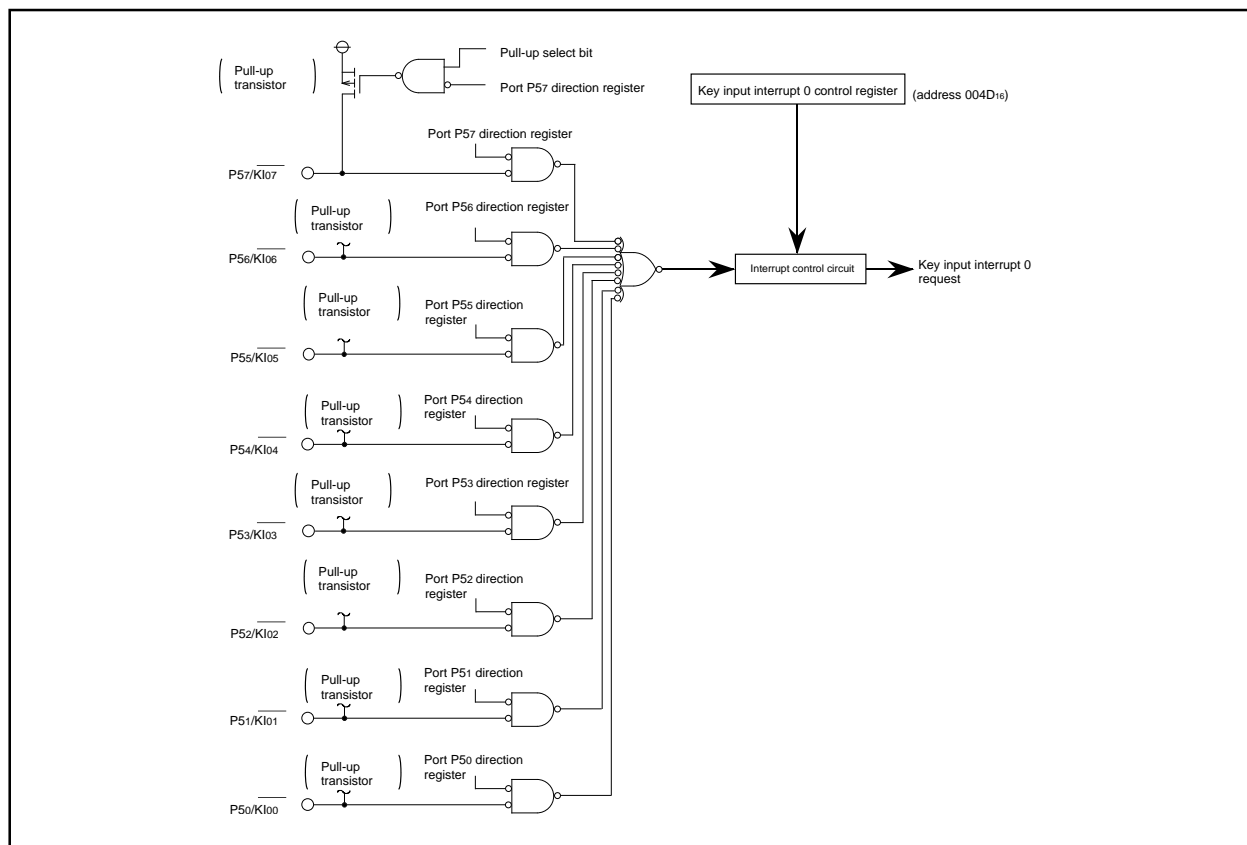 Pull-up
transistor
Pull-up select bit
Port P57 direction register
Key input interrupt 0 control register
(address 004D16)
Port P57 direction register
P57/KI07
Pull-up
transistor
Port P56 direction register
P56/KI06
Pull-up
transistor
Port P55 direction
register
P55/KI05
Interrupt control circuit
Key input interrupt 0
request
Pull-up
transistor
Port P54 direction
register
P54/KI04
Pull-up
transistor
Port P53 direction register
P53/KI03
Pull-up
transistor
Port P52 direction
register
P52/KI02
Pull-up
transistor
Port P51 direction
register
P51/KI01
Pull-up
transistor
Port P50 direction
register
P50/KI00